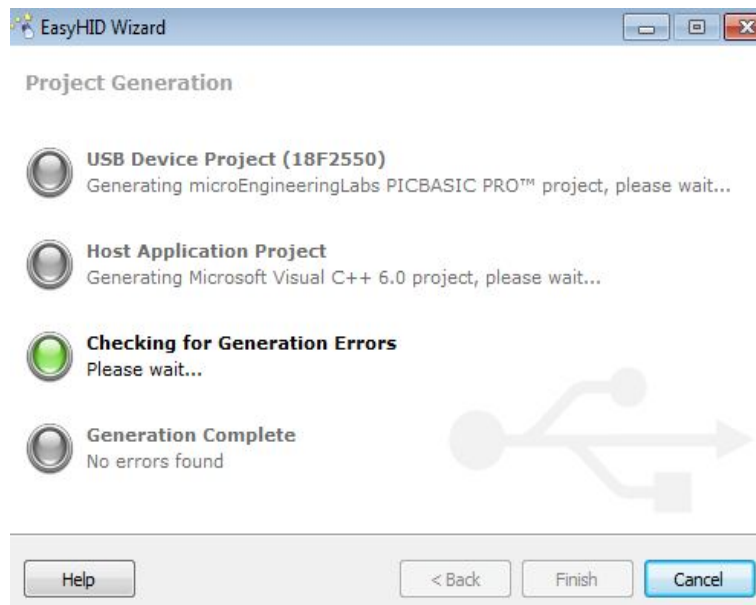 EasyHID Wizard
Project Generation
USB Device Project (18F2550)
Generating microEngineeringLabs PICBASIC PRO™ project, please wait...
Host Application Project
Generating Microsoft Visual C++ 6.0 project, please wait...
Checking for Generation Errors
Please wait...
Generation Complete
No errors found
Help
< Back
Finish
Cancel